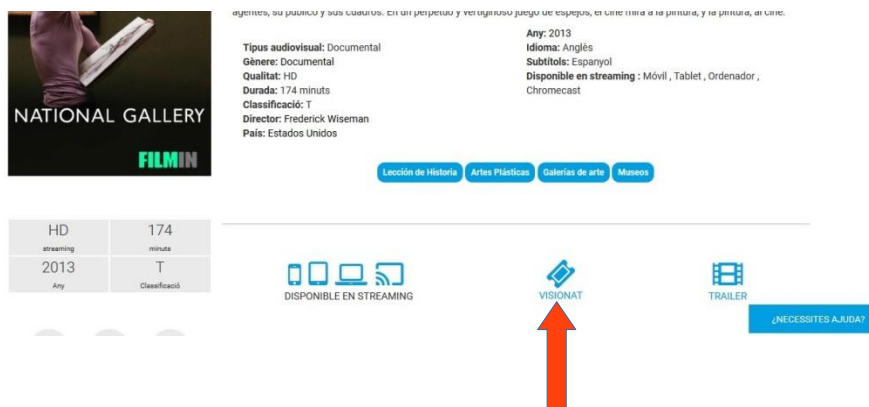 agentes, su público y sus cuadros. En un perpetuo y vertiginoso juego de espejos, el cine mira a la pintura, y la pintura, al cine.
NATIONAL GALLERY
FILMIN
Tipus audiovisual: Documental
Gènere: Documental
Qualitat: HD
Durada: 174 minuts
Classificació: T
Director: Frederick Wiseman
País: Estados Unidos
Any: 2013
Idioma: Anglès
Subtítols: Espanyol
Disponible en streaming : Móvil , Tablet , Ordenador ,
Chromecast
Lección de Historia Artes Plásticas Galerías de arte Museos
HD 174
streaming minuts
2013 T
Any Classificació
DISPONIBLE EN STREAMING
VISIONAT
TRAILER
¿NECESSITES AJUDA?